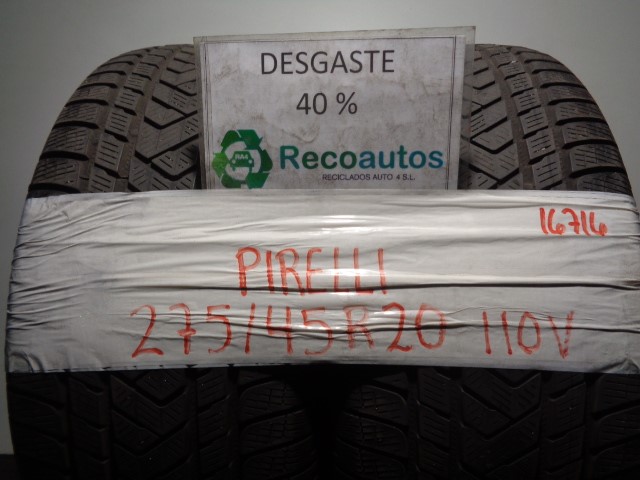 DESGASTE
40 %
Recoautos
RECICLADOS AUTO 4 S.L.
16716
PIRELLI
275/45R20 110V